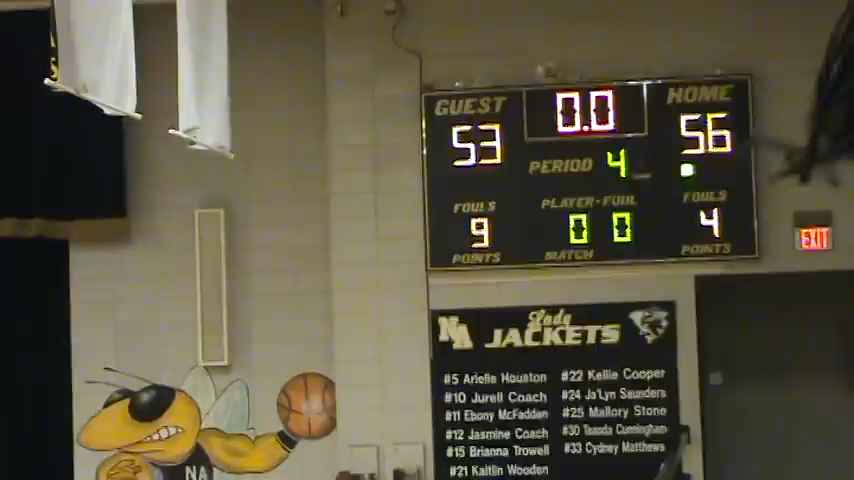 GUEST 0.0 HOME
53 56
PERIOD 4
FOULS PLAYER-FOUL FOULS
9 0 0 4
POINTS MATCH POINTS
EXIT
NA Lady
JACKETS
#5 Arielle Houston
#10 Jurell Coach
#11 Ebony McFadden
#12 Jasmine Coach
#15 Brianna Trowell
#21 Kaitlin Wooden
#22 Kellie Cooper
#24 Ja'Lyn Saunders
#25 Mallory Stone
#30 Cunningham
#33 Cydney Matthews
NA